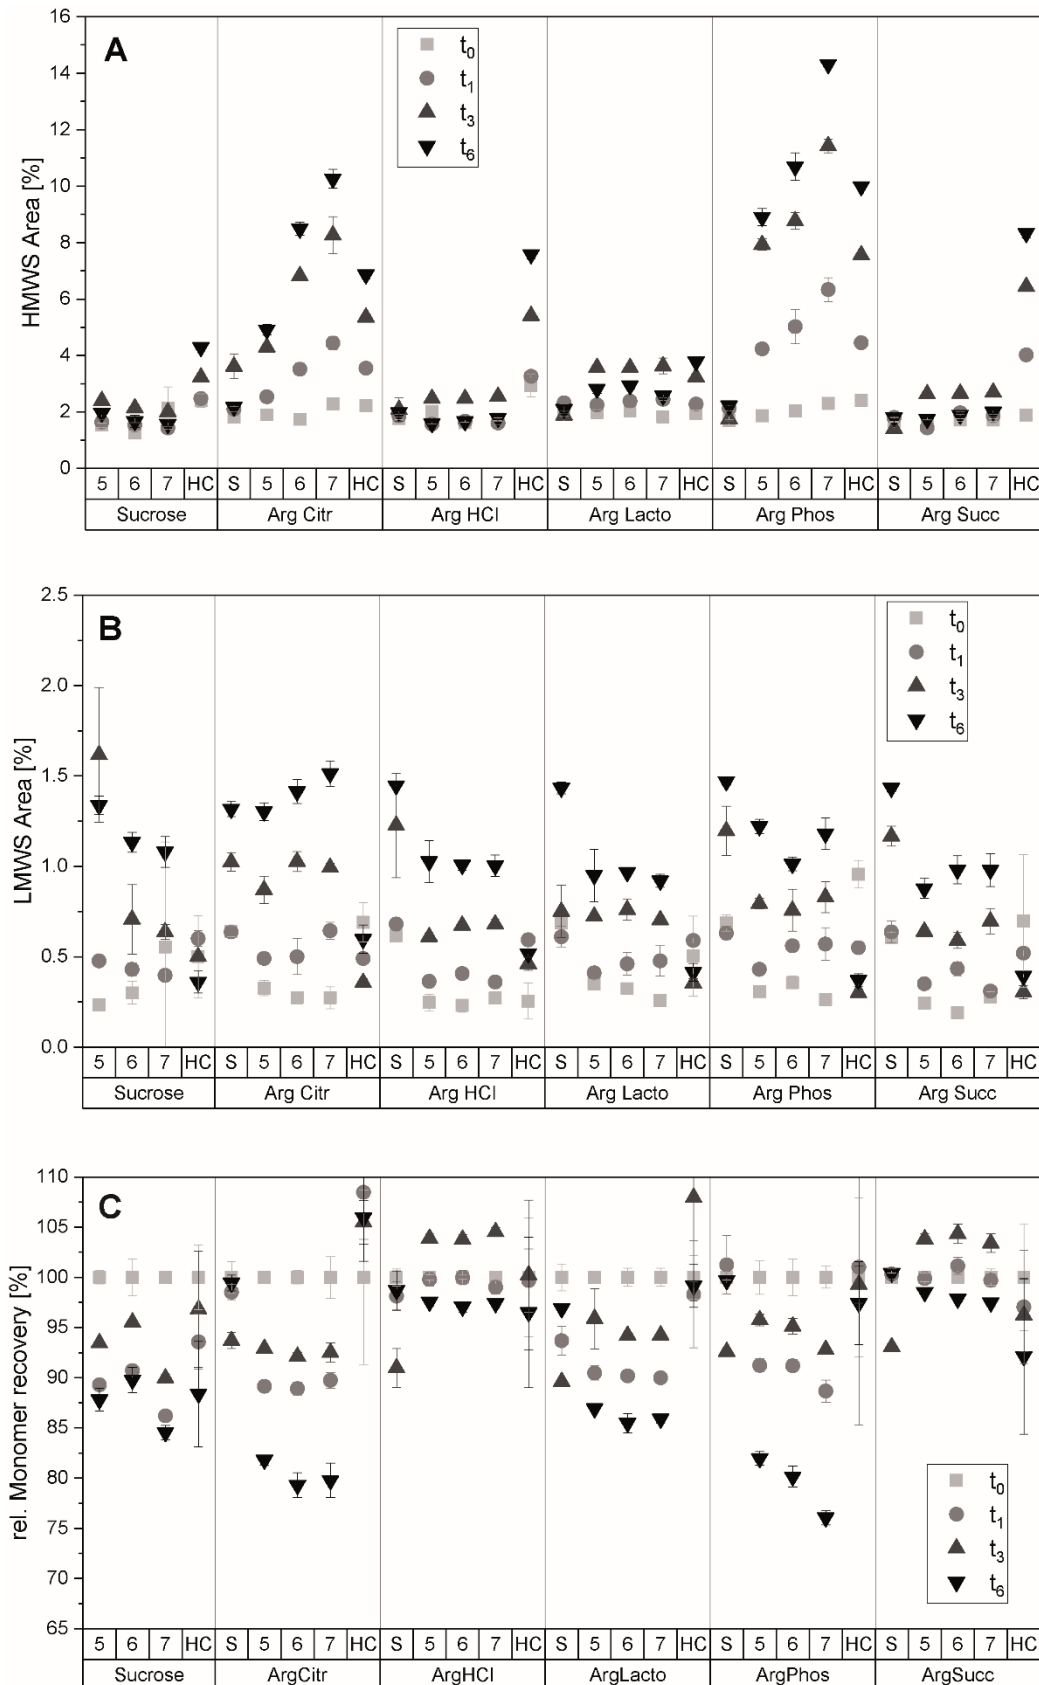 A
HMWS Area [%]
16
14
12
10
8
6
4
2
0
t0
t1
t3
t6
5 6 7 HC S 5 6 7 HC S 5 6 7 HC S 5 6 7 HC S 5 6 7 HC S 5 6 7 HC
Sucrose Arg Citr Arg HCl Arg Lacto Arg Phos Arg Succ
B
LMWS Area [%]
2.5
2.0
1.5
1.0
0.5
0.0
t0
t1
t3
t6
5 6 7 HC S 5 6 7 HC S 5 6 7 HC S 5 6 7 HC S 5 6 7 HC S 5 6 7 HC
Sucrose Arg Citr Arg HCl Arg Lacto Arg Phos Arg Succ
C
rel. Monomer recovery [%]
110
105
100
95
90
85
80
75
70
65
t0
t1
t3
t6
5 6 7 HC S 5 6 7 HC S 5 6 7 HC S 5 6 7 HC S 5 6 7 HC S 5 6 7 HC
Sucrose ArgCitr ArgHCl ArgLacto ArgPhos ArgSucc